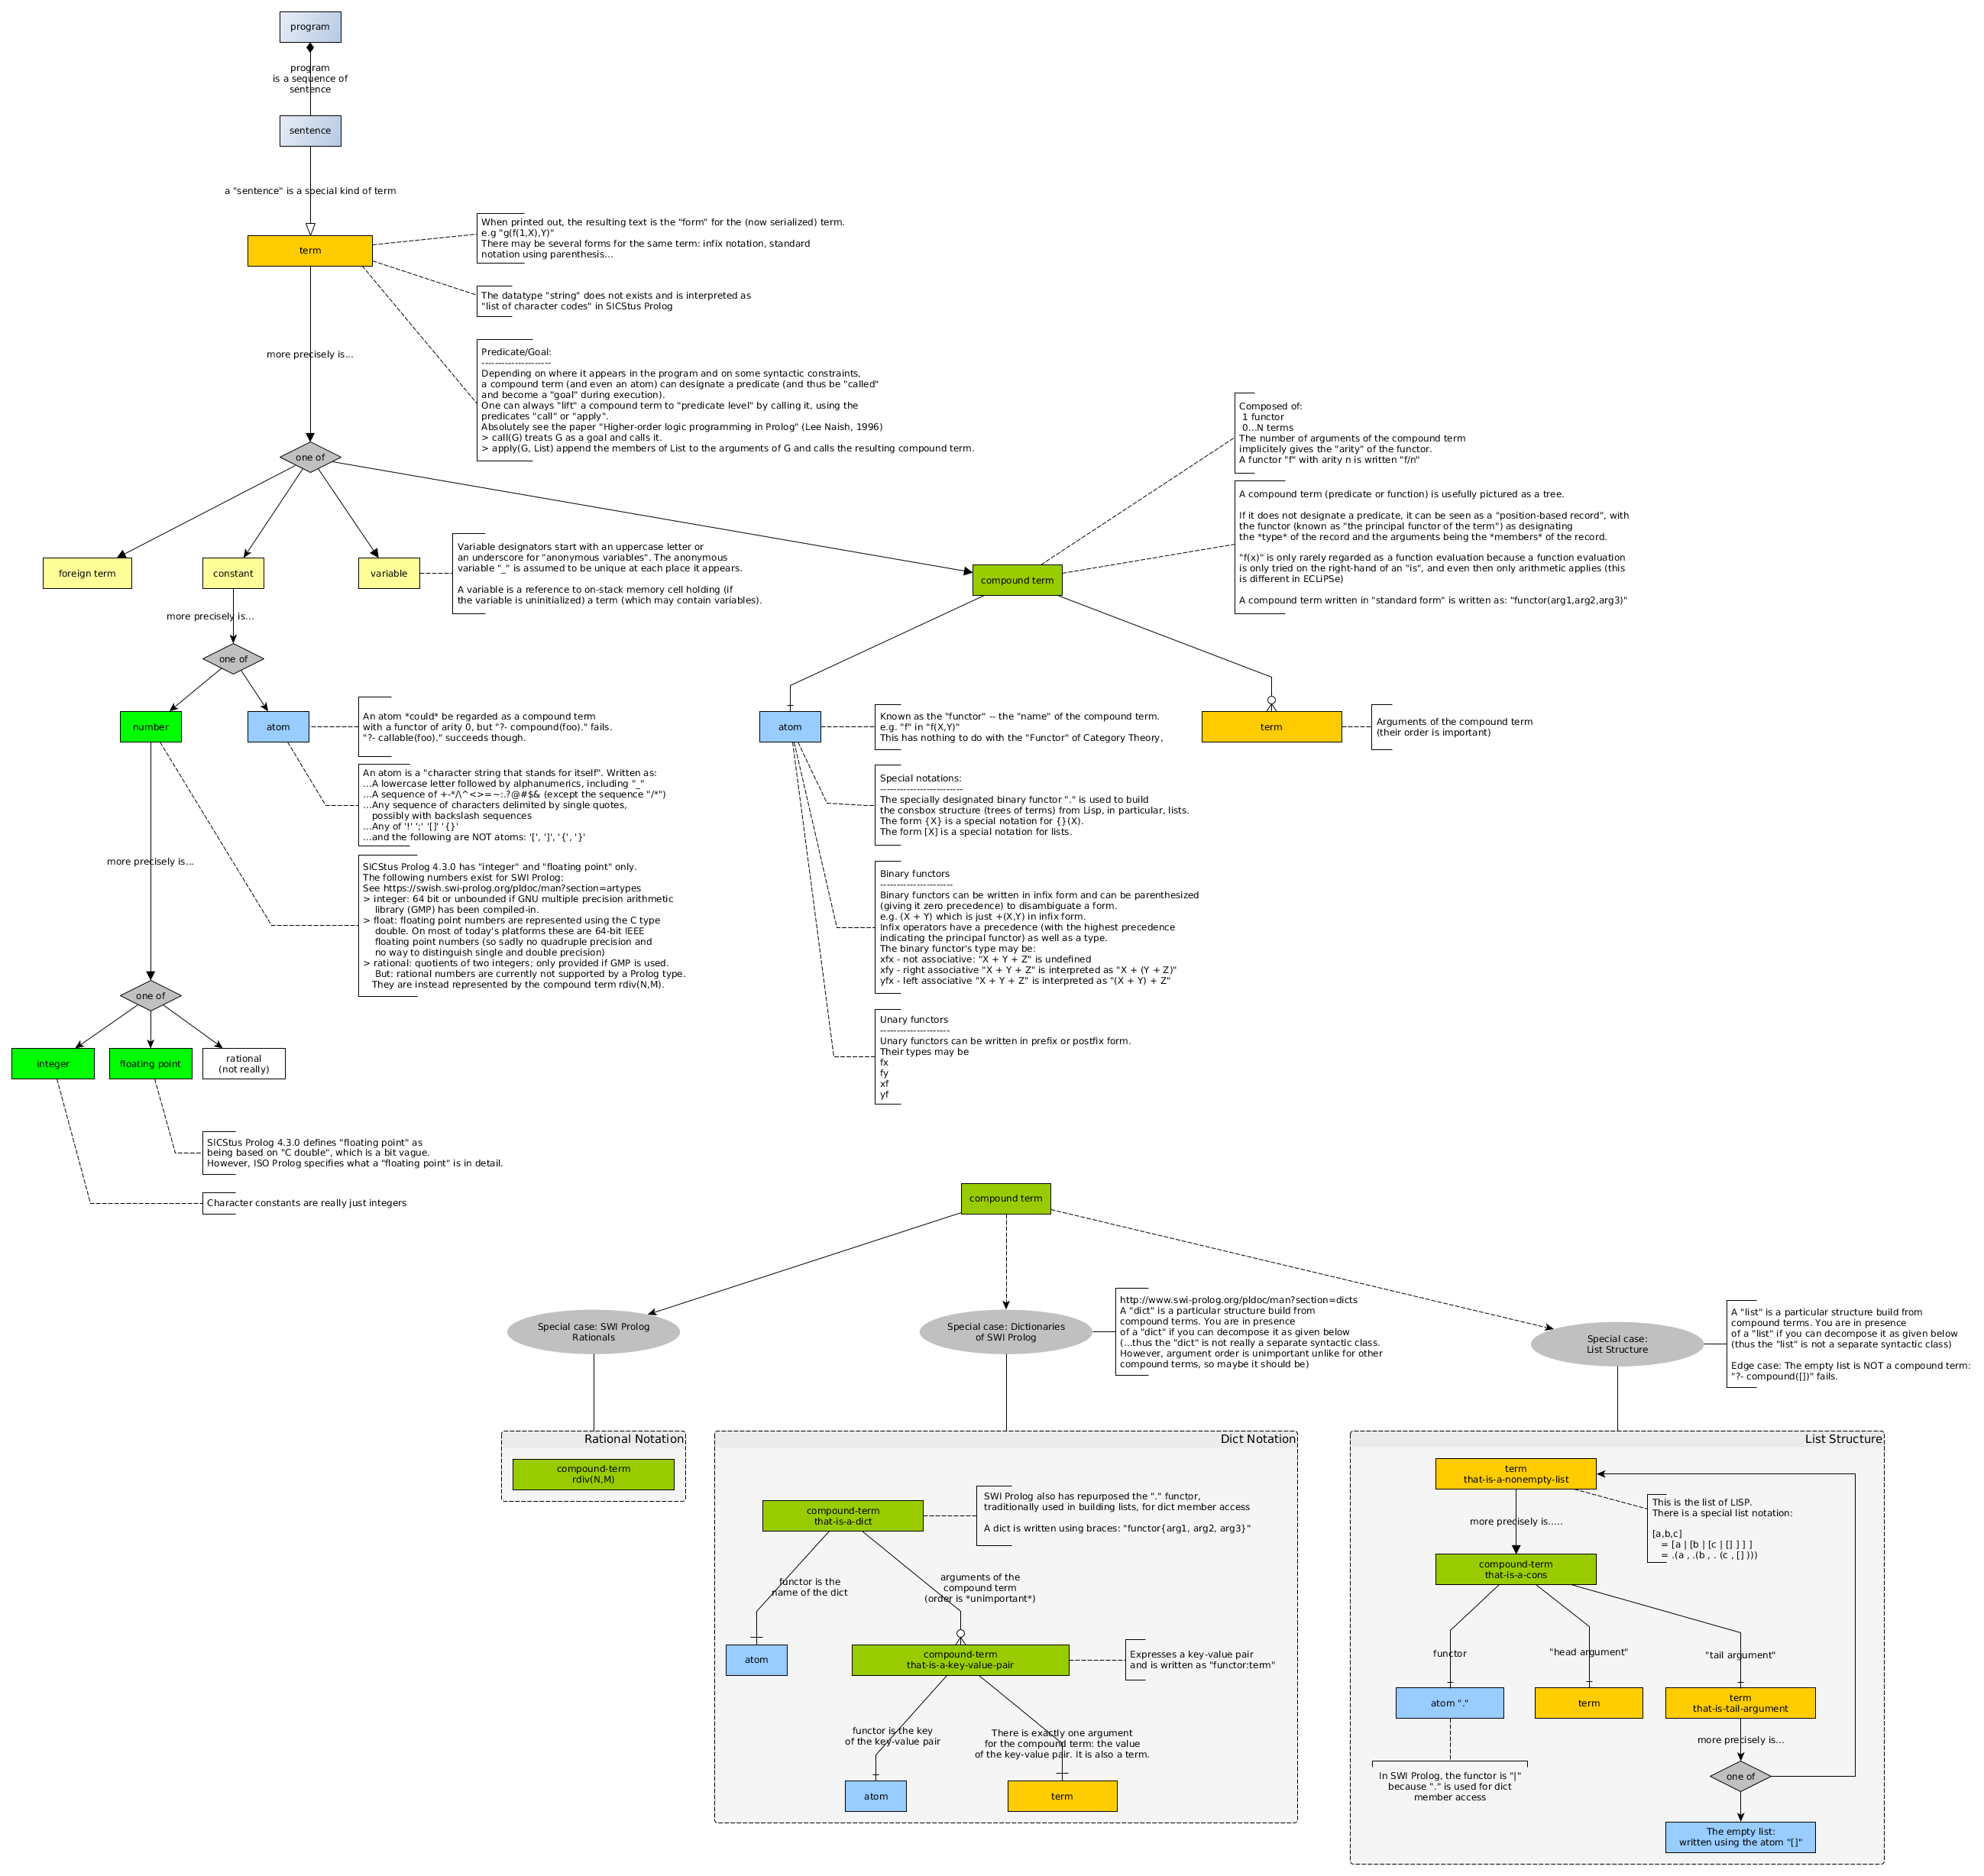 program
program
is a sequence of
sentence
sentence
a "sentence" is a special kind of term
term
When printed out, the resulting text is the "form" for the (now serialized) term.
e.g "g(f(1,X),Y)"
There may be several forms for the same term: infix notation, standard
notation using parenthesis...
The datatype "string" does not exists and is interpreted as
"list of character codes" in SICStus Prolog
more precisely is...
Predicate/Goal:
---------------------
Depending on where it appears in the program and on some syntactic constraints,
a compound term (and even an atom) can designate a predicate (and thus be "called"
and become a "goal" during execution).
One can always "lift" a compound term to "predicate level" by calling it, using the
predicates "call" or "apply".
Absolutely see the paper "Higher-order logic programming in Prolog" (Lee Naish, 1996)
> call(G) treats G as a goal and calls it.
> apply(G, List) append the members of List to the arguments of G and calls the resulting compound term.
one of
Composed of:
1 functor
0...N terms
The number of arguments of the compound term
implicitely gives the "arity" of the functor.
A functor "f" with arity n is written "f/n"
A compound term (predicate or function) is usefully pictured as a tree.
If it does not designate a predicate, it can be seen as a "position-based record", with
the functor (known as "the principal functor of the term") as designating
the *type* of the record and the arguments being the *members* of the record.
"f(x)" is only rarely regarded as a function evaluation because a function evaluation
is only tried on the right-hand of an "is", and even then only arithmetic applies (this
is different in ECLiPSe)
A compound term written in "standard form" is written as: "functor(arg1,arg2,arg3)"
foreign term
constant
variable
Variable designators start with an uppercase letter or
an underscore for "anonymous variables". The anonymous
variable "_" is assumed to be unique at each place it appears.
A variable is a reference to on-stack memory cell holding (if
the variable is uninitialized) a term (which may contain variables).
compound term
more precisely is...
one of
number
atom
An atom *could* be regarded as a compound term
with a functor of arity 0, but "?- compound(foo)." fails.
"?- callable(foo)." succeeds though.
An atom is a "character string that stands for itself". Written as:
...A lowercase letter followed by alphanumerics, including "_"
...A sequence of +-*/\^<>=~:.?@#$& (except the sequence "/*")
...Any sequence of characters delimited by single quotes,
possibly with backslash sequences
...Any of '!' ';' '[]' '{}'
...and the following are NOT atoms: '[', ']', '{', '}'
more precisely is...
SICStus Prolog 4.3.0 has "integer" and "floating point" only.
The following numbers exist for SWI Prolog:
See https://swish.swi-prolog.org/pldoc/man?section=artypes
> integer: 64 bit or unbounded if GNU multiple precision arithmetic
library (GMP) has been compiled-in.
> float: floating point numbers are represented using the C type
double. On most of today's platforms these are 64-bit IEEE
floating point numbers (so sadly no quadruple precision and
no way to distinguish single and double precision)
> rational: quotients of two integers; only provided if GMP is used.
But: rational numbers are currently not supported by a Prolog type.
They are instead represented by the compound term rdiv(N,M).
one of
integer
floating point
rational
(not really)
SICStus Prolog 4.3.0 defines "floating point" as
being based on "C double", which is a bit vague.
However, ISO Prolog specifies what a "floating point" is in detail.
Character constants are really just integers
atom
Known as the "functor" -- the "name" of the compound term.
e.g. "f" in "f(X,Y)"
This has nothing to do with the "Functor" of Category Theory,
term
Arguments of the compound term
(their order is important)
Special notations:
-------------------------
The specially designated binary functor "." is used to build
the consbox structure (trees of terms) from Lisp, in particular, lists.
The form {X} is a special notation for {}(X).
The form [X] is a special notation for lists.
Binary functors
----------------------
Binary functors can be written in infix form and can be parenthesized
(giving it zero precedence) to disambiguate a form.
e.g. (X + Y) which is just +(X,Y) in infix form.
Infix operators have a precedence (with the highest precedence
indicating the principal functor) as well as a type.
The binary functor's type may be:
xfx - not associative: "X + Y + Z" is undefined
xfy - right associative "X + Y + Z" is interpreted as "X + (Y + Z)"
yfx - left associative "X + Y + Z" is interpreted as "(X + Y) + Z"
Unary functors
---------------------
Unary functors can be written in prefix or postfix form.
Their types may be
fx
fy
xf
yf
compound term
Special case: SWI Prolog
Rationals
Special case: Dictionaries
of SWI Prolog
http://www.swi-prolog.org/pldoc/man?section=dicts
A "dict" is a particular structure build from
compound terms. You are in presence
of a "dict" if you can decompose it as given below
(...thus the "dict" is not really a separate syntactic class.
However, argument order is unimportant unlike for other
compound terms, so maybe it should be)
Special case:
List Structure
A "list" is a particular structure build from
compound terms. You are in presence
of a "list" if you can decompose it as given below
(thus the "list" is not a separate syntactic class)
Edge case: The empty list is NOT a compound term:
"?- compound([])" fails.
Rational Notation
compound-term
rdiv(N,M)
Dict Notation
compound-term
that-is-a-dict
SWI Prolog also has repurposed the "." functor,
traditionally used in building lists, for dict member access
A dict is written using braces: "functor{arg1, arg2, arg3}"
functor is the
name of the dict
arguments of the
compound term
(order is *unimportant*)
atom
compound-term
that-is-a-key-value-pair
Expresses a key-value pair
and is written as "functor:term"
functor is the key
of the key-value pair
There is exactly one argument
for the compound term: the value
of the key-value pair. It is also a term.
atom
term
List Structure
term
that-is-a-nonempty-list
This is the list of LISP.
There is a special list notation:
[a,b,c]
= [a | [b | [c | [] ] ] ]
= .(a , .(b , . (c , [] )))
more precisely is.....
compound-term
that-is-a-cons
functor
"head argument"
"tail argument"
atom "."
term
term
that-is-tail-argument
more precisely is...
In SWI Prolog, the functor is "|"
because "." is used for dict
member access
one of
The empty list:
written using the atom "[]"